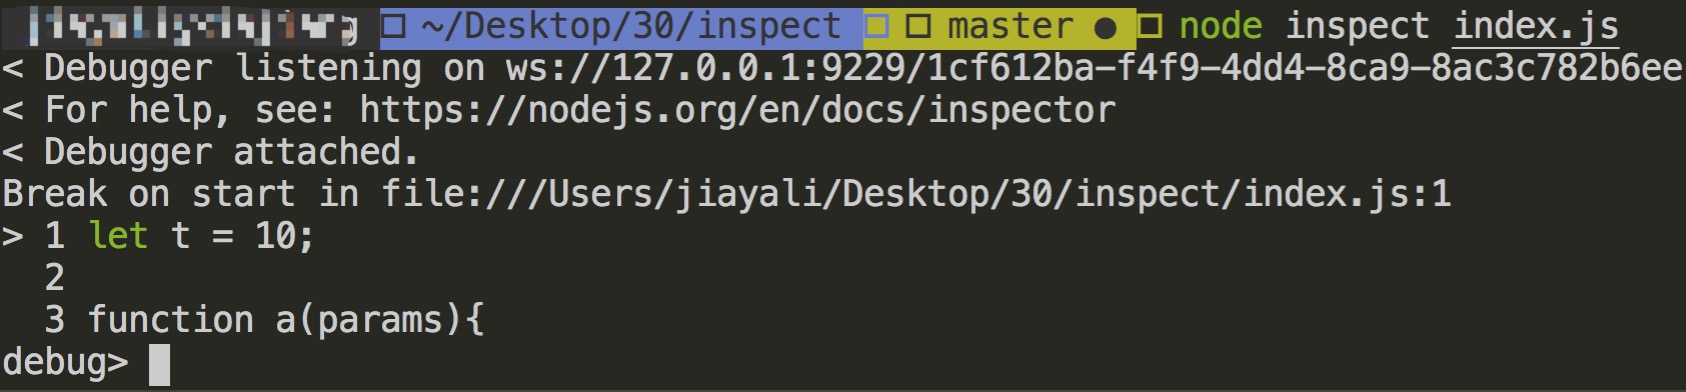 ~/Desktop/30/inspect master ● node inspect index.js
< Debugger listening on ws://127.0.0.1:9229/1cf612ba-f4f9-4dd4-8ca9-8ac3c782b6ee
< For help, see: https://nodejs.org/en/docs/inspector
< Debugger attached.
Break on start in file:///Users/jiayali/Desktop/30/inspect/index.js:1
> 1 let t = 10;
2
3 function a(params){
debug>